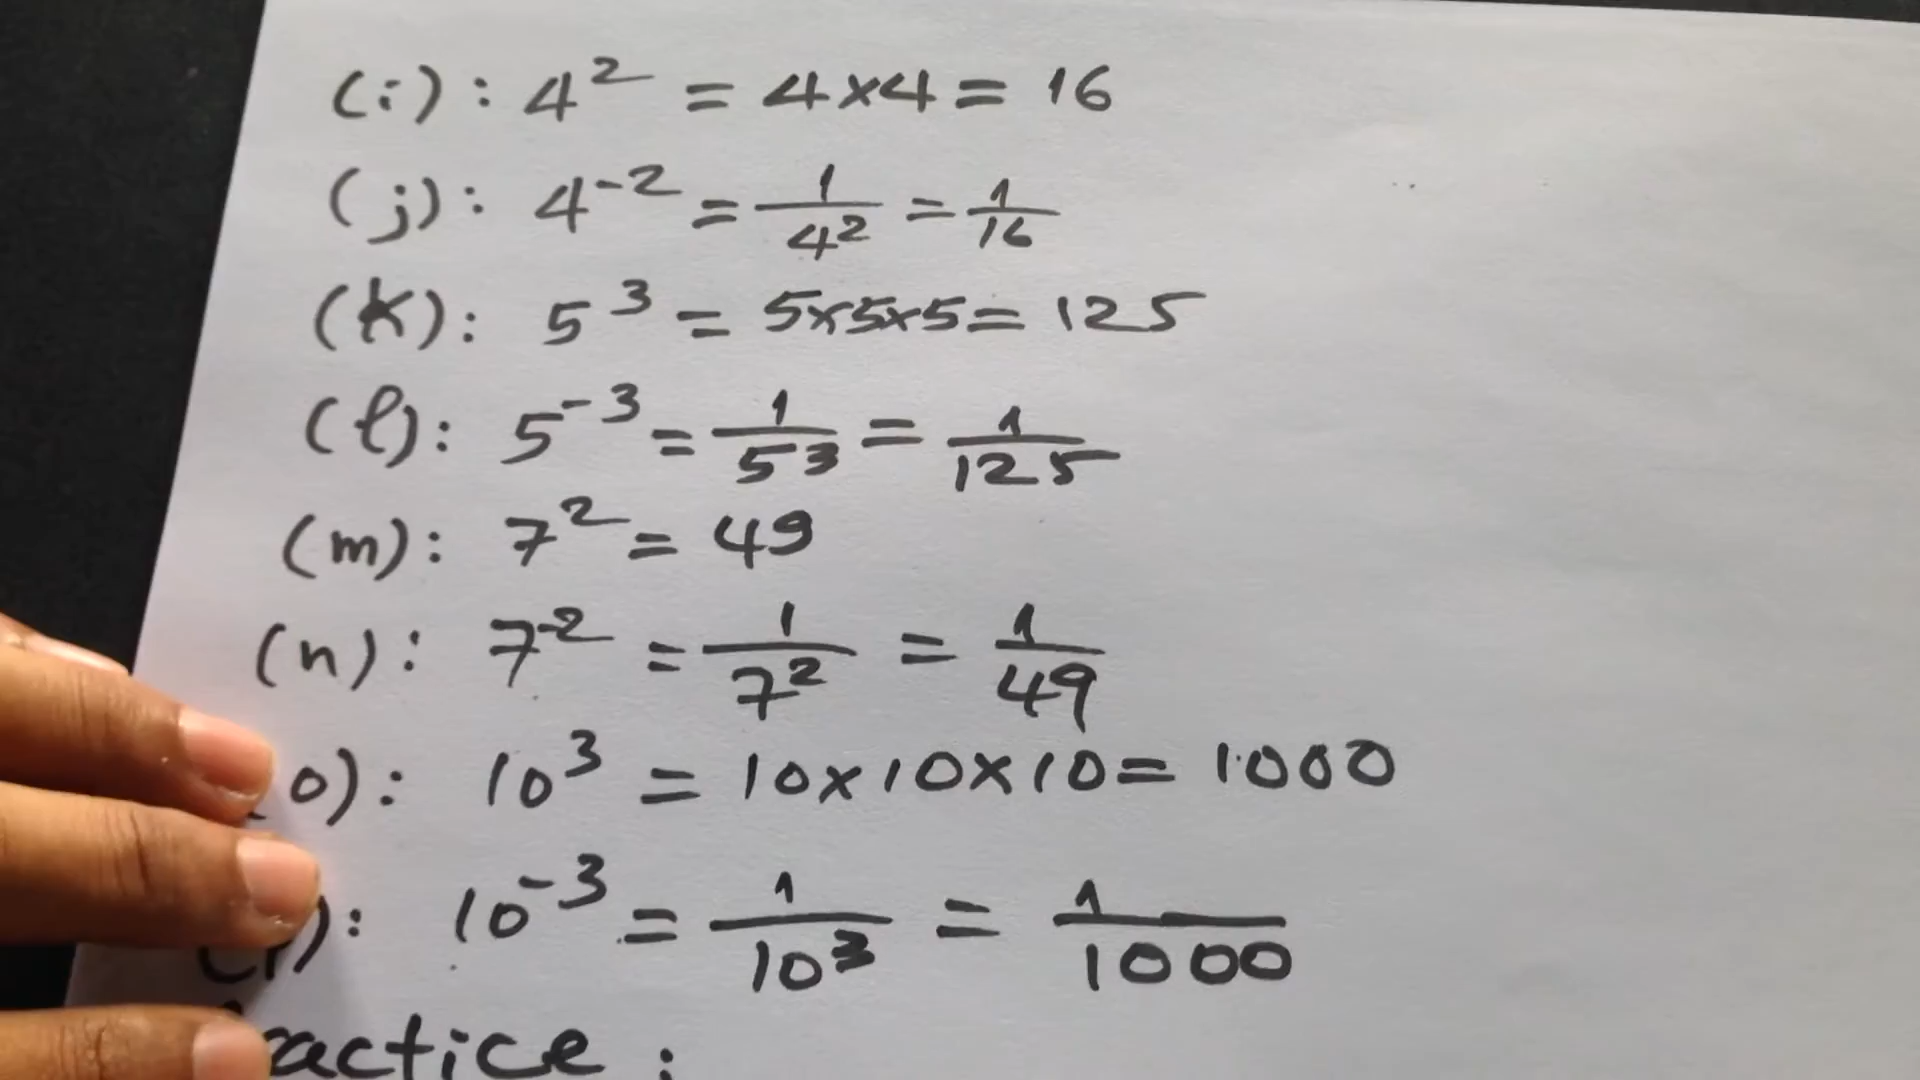 (i): 4² = 4×4 = 16
(j): 4⁻² = 1/4² = 1/16
(k): 5³ = 5×5×5 = 125
(l): 5⁻³ = 1/5³ = 1/125
(m): 7² = 49
(n): 7⁻² = 1/7² = 1/49
o): 10³ = 10×10×10 = 1000
): 10⁻³ = 1/10³ = 1/1000
ractice :